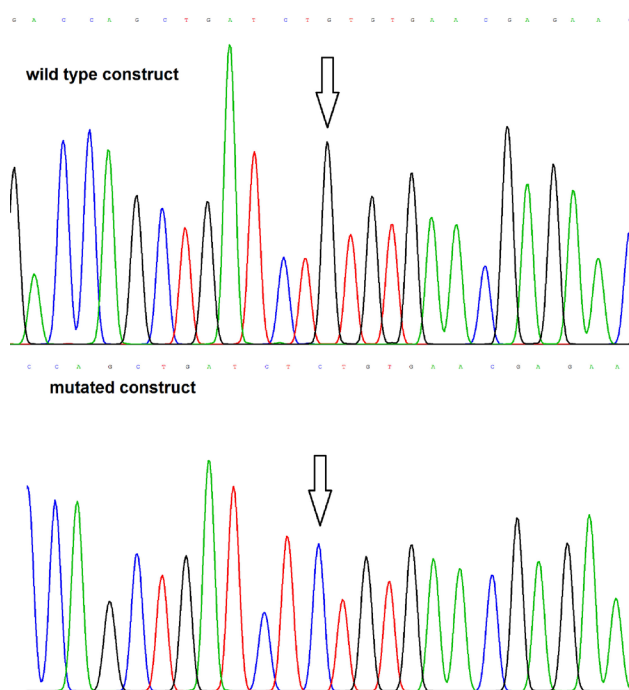 G A C C A G C T G A T C T G T G T G A A C G A G A A
wild type construct
C C A G C T G A T C T C T G T G A A C G A G A A
mutated construct